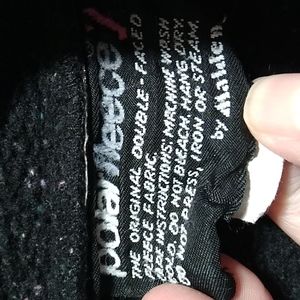 polarfleece
THE ORIGINAL DOUBLE-FACED
FLEECE FABRIC.
CARE INSTRUCTIONS: MACHINE WASH
COLD. DO NOT BLEACH. HANG DRY.
DO NOT PRESS, IRON OR STEAM.
by Malden